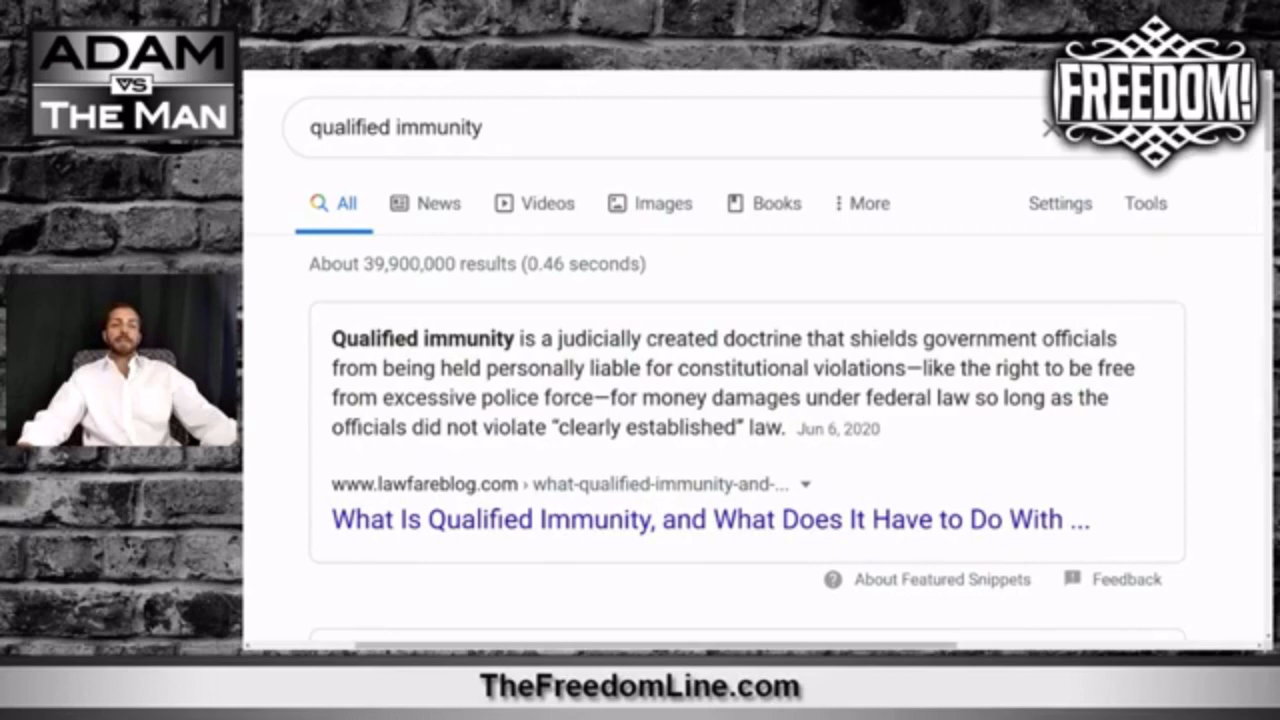 ADAM
VS
THE MAN
FREEDOM!
qualified immunity
All News Videos Images Books More Settings Tools
About 39,900,000 results (0.46 seconds)
Qualified immunity is a judicially created doctrine that shields government officials
from being held personally liable for constitutional violations—like the right to be free
from excessive police force—for money damages under federal law so long as the
officials did not violate “clearly established” law. Jun 6, 2020
www.lawfareblog.com › what-qualified-immunity-and-...
What Is Qualified Immunity, and What Does It Have to Do With ...
About Featured Snippets Feedback
TheFreedomLine.com